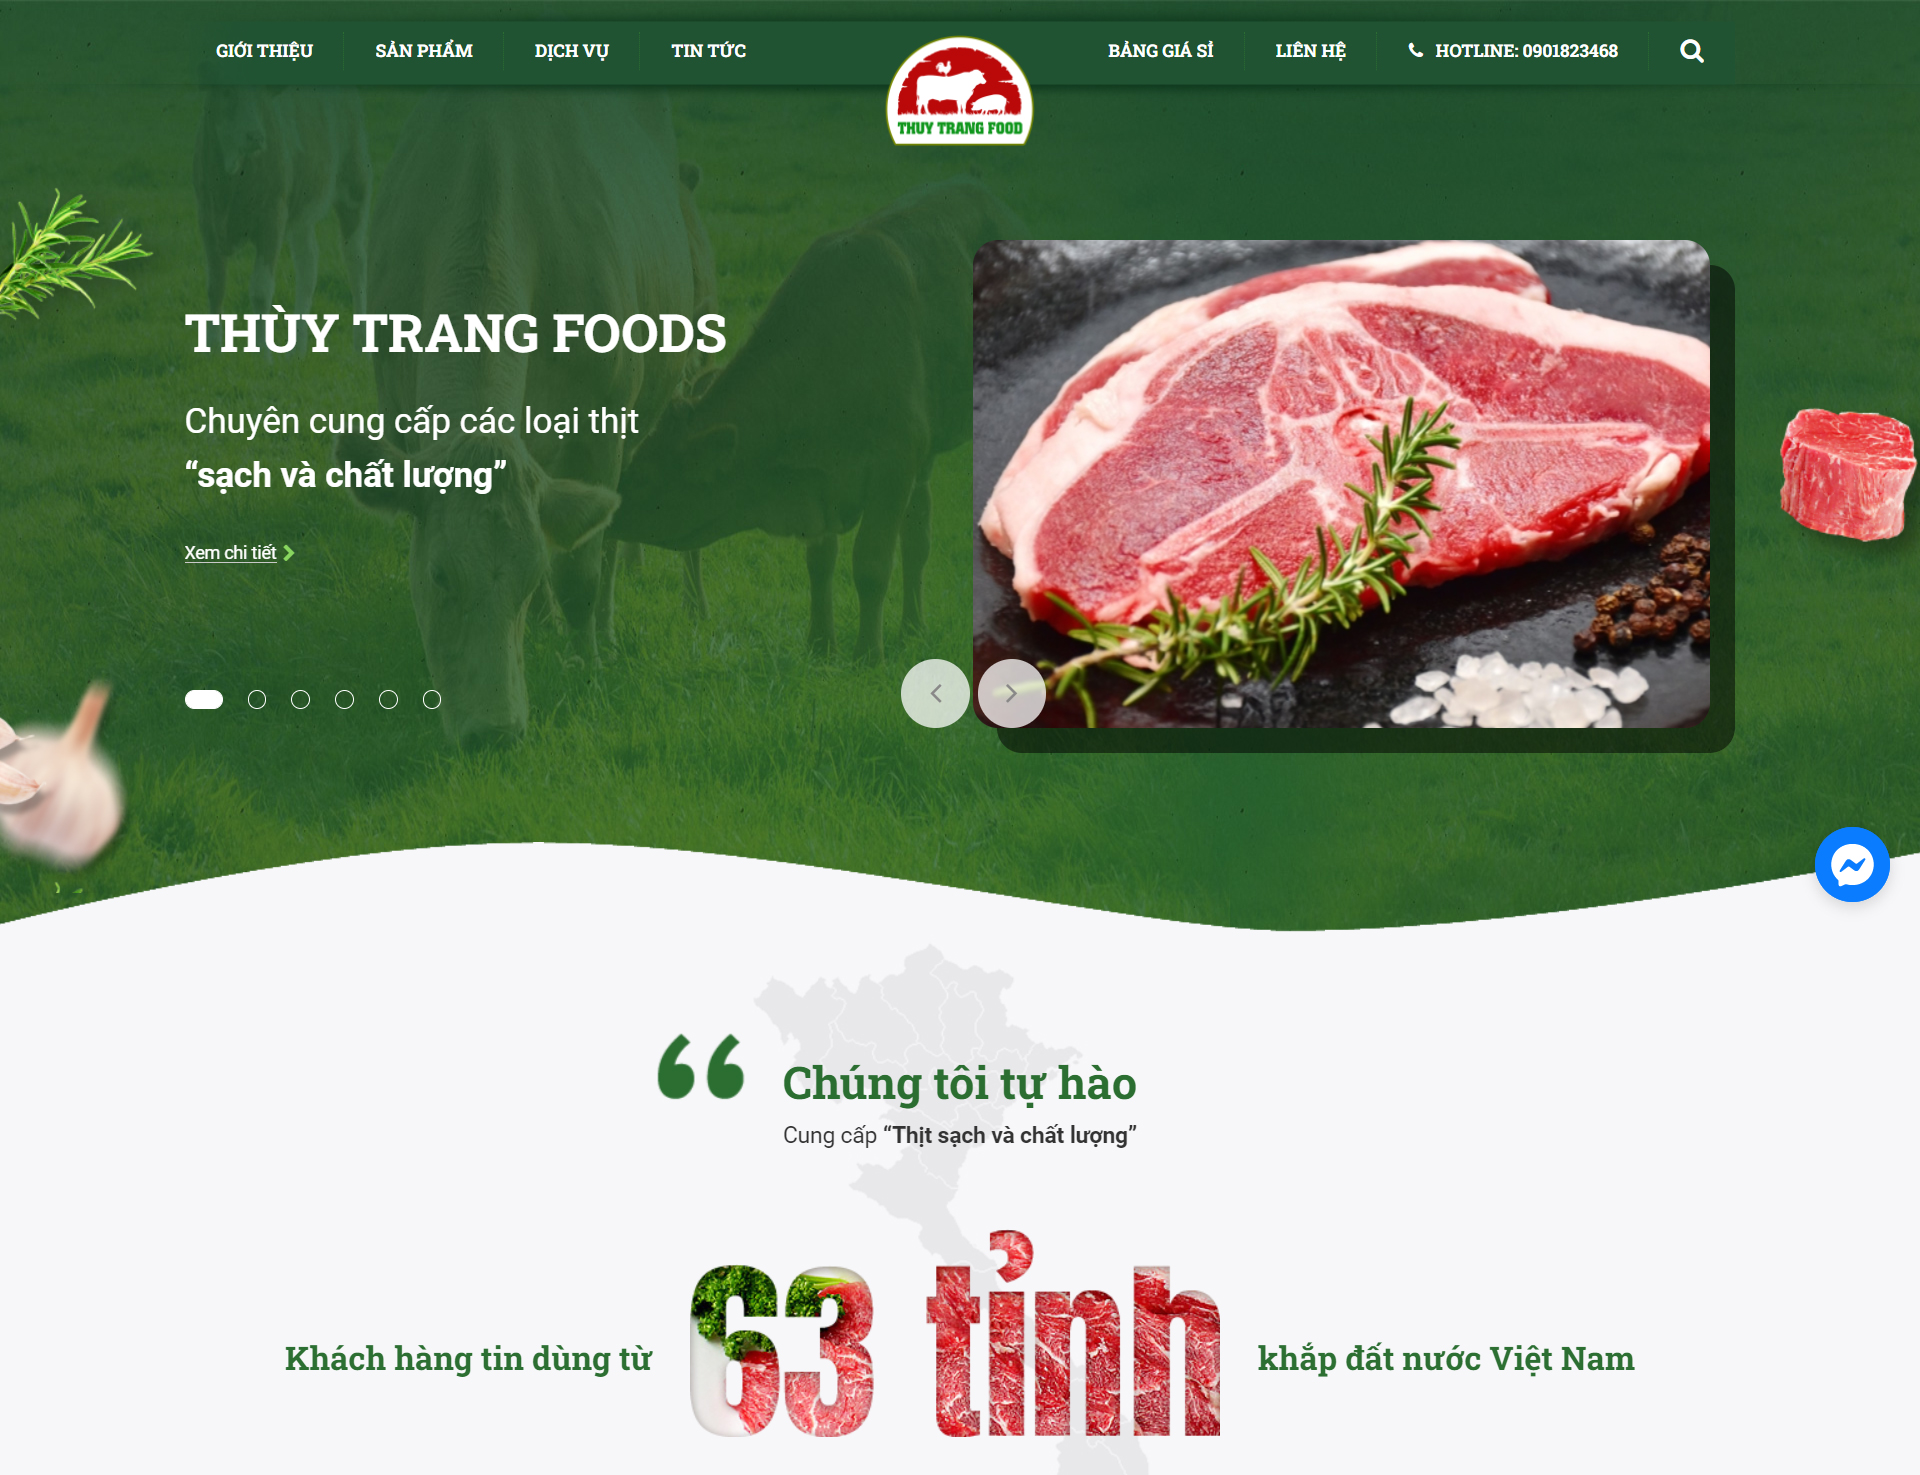 GIỚI THIỆU
SẢN PHẨM
DỊCH VỤ
TIN TỨC
THUY TRANG FOOD
BẢNG GIÁ SỈ
LIÊN HỆ
HOTLINE: 0901823468
THÙY TRANG FOODS
Chuyên cung cấp các loại thịt
“sạch và chất lượng”
Xem chi tiết
“
Chúng tôi tự hào
Cung cấp “Thịt sạch và chất lượng”
Khách hàng tin dùng từ 63 tỉnh khắp đất nước Việt Nam